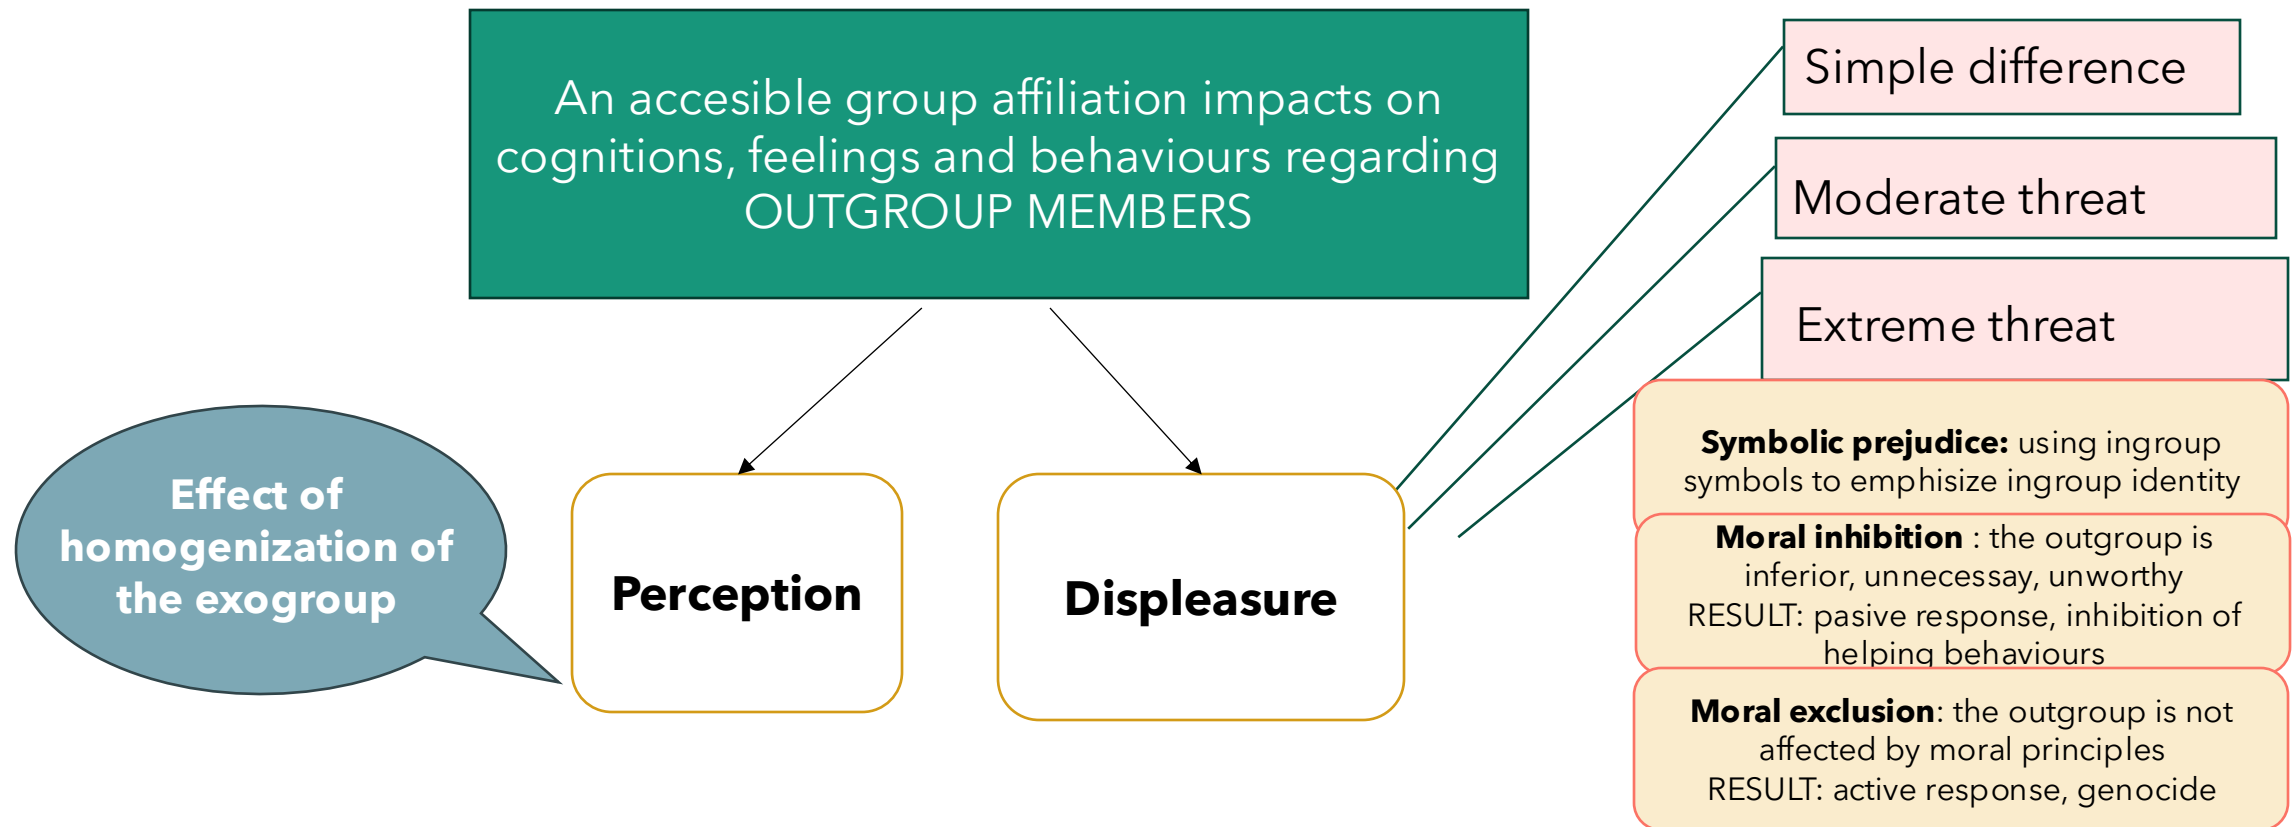 An accesible group affiliation impacts on
cognitions, feelings and behaviours regarding
OUTGROUP MEMBERS
Simple difference
Moderate threat
Extreme threat
Effect of
homogenization of
the exogroup
Perception
Displeasure
Symbolic prejudice: using ingroup
symbols to emphisize ingroup identity
Moral inhibition : the outgroup is
inferior, unnecessay, unworthy
RESULT: pasive response, inhibition of
helping behaviours
Moral exclusion: the outgroup is not
affected by moral principles
RESULT: active response, genocide